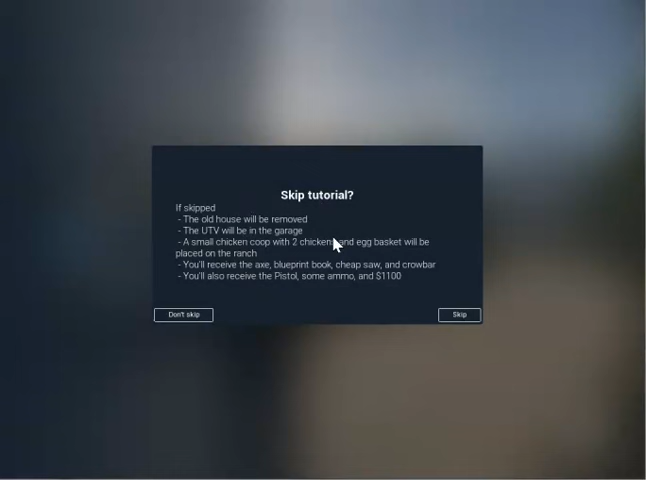 Skip tutorial?
If skipped
- The old house will be removed
- The UTV will be in the garage
- A small chicken coop with 2 chickens and egg basket will be
placed on the ranch
- You'll receive the axe, blueprint book, cheap saw, and crowbar
- You'll also receive the Pistol, some ammo, and $1100
Don't skip
Skip